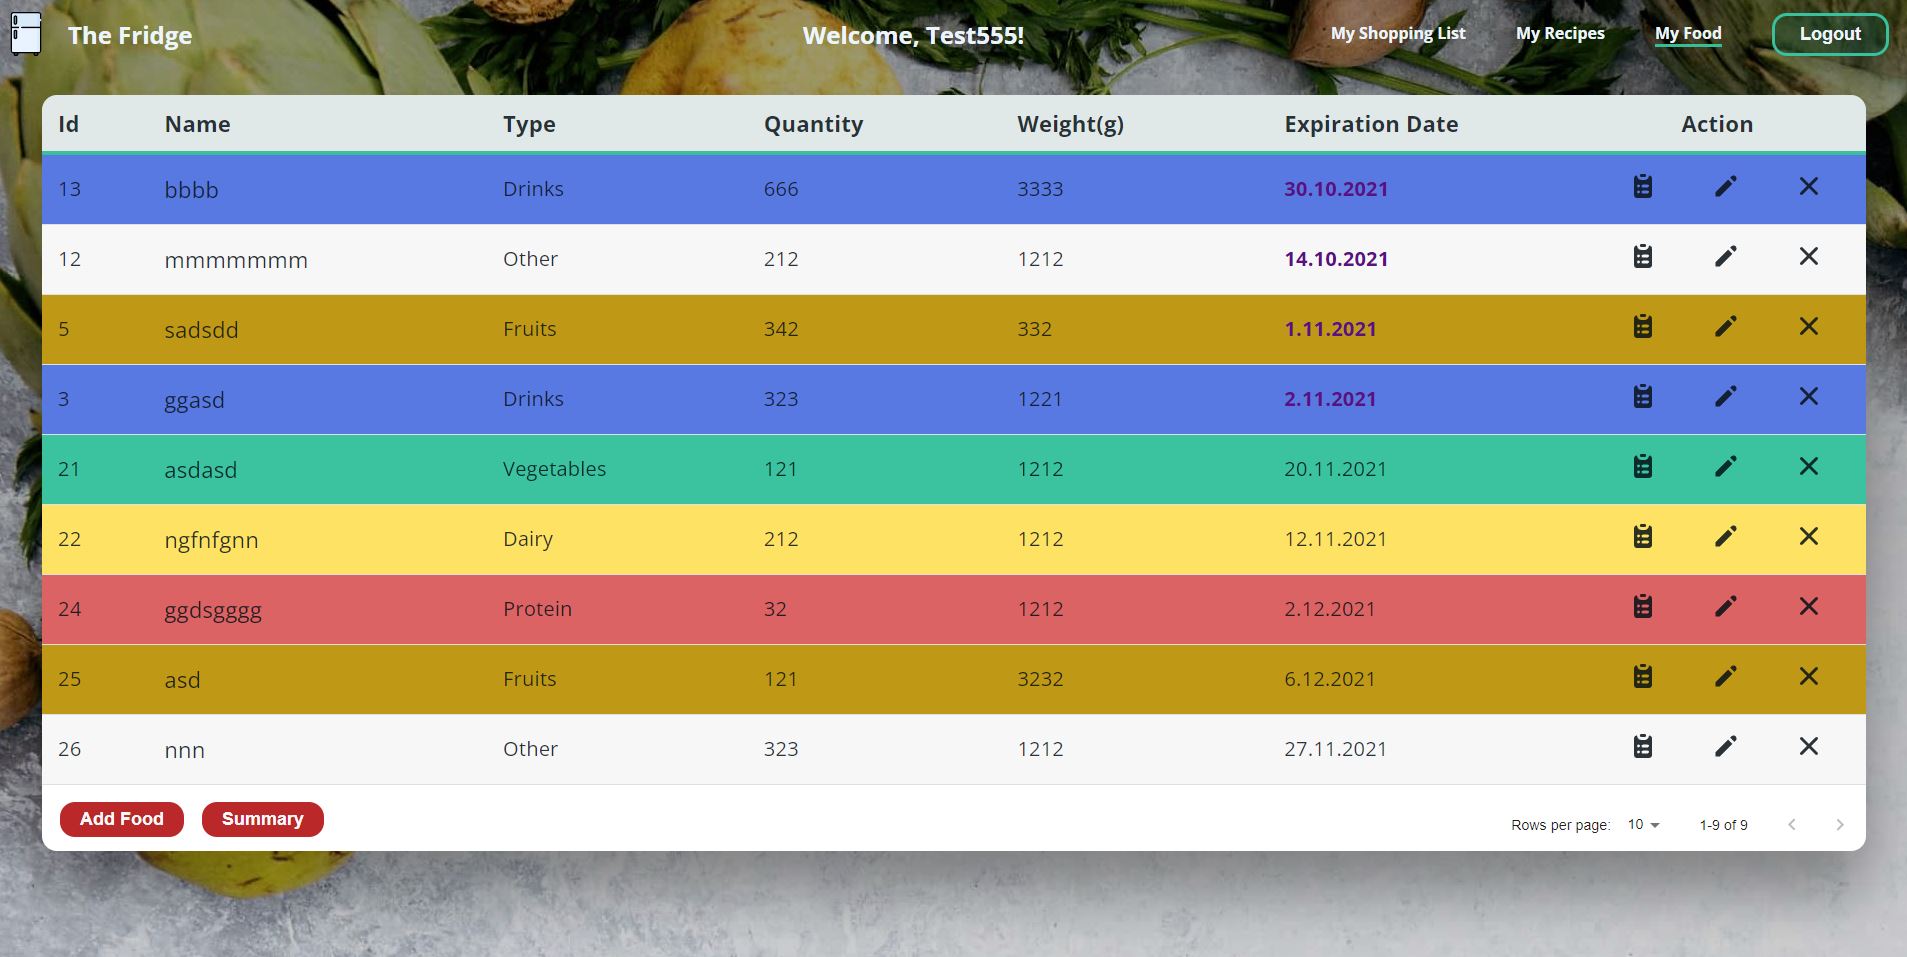 The Fridge Welcome, Test555! My Shopping List My Recipes My Food Logout
Id Name Type Quantity Weight(g) Expiration Date Action
13 bbbb Drinks 666 3333 30.10.2021
12 mmmmmmm Other 212 1212 14.10.2021
5 sadsdd Fruits 342 332 1.11.2021
3 ggasd Drinks 323 1221 2.11.2021
21 asdasd Vegetables 121 1212 20.11.2021
22 ngfnfgnn Dairy 212 1212 12.11.2021
24 ggdsgggg Protein 32 1212 2.12.2021
25 asd Fruits 121 3232 6.12.2021
26 nnn Other 323 1212 27.11.2021
Add Food Summary Rows per page: 10 1-9 of 9